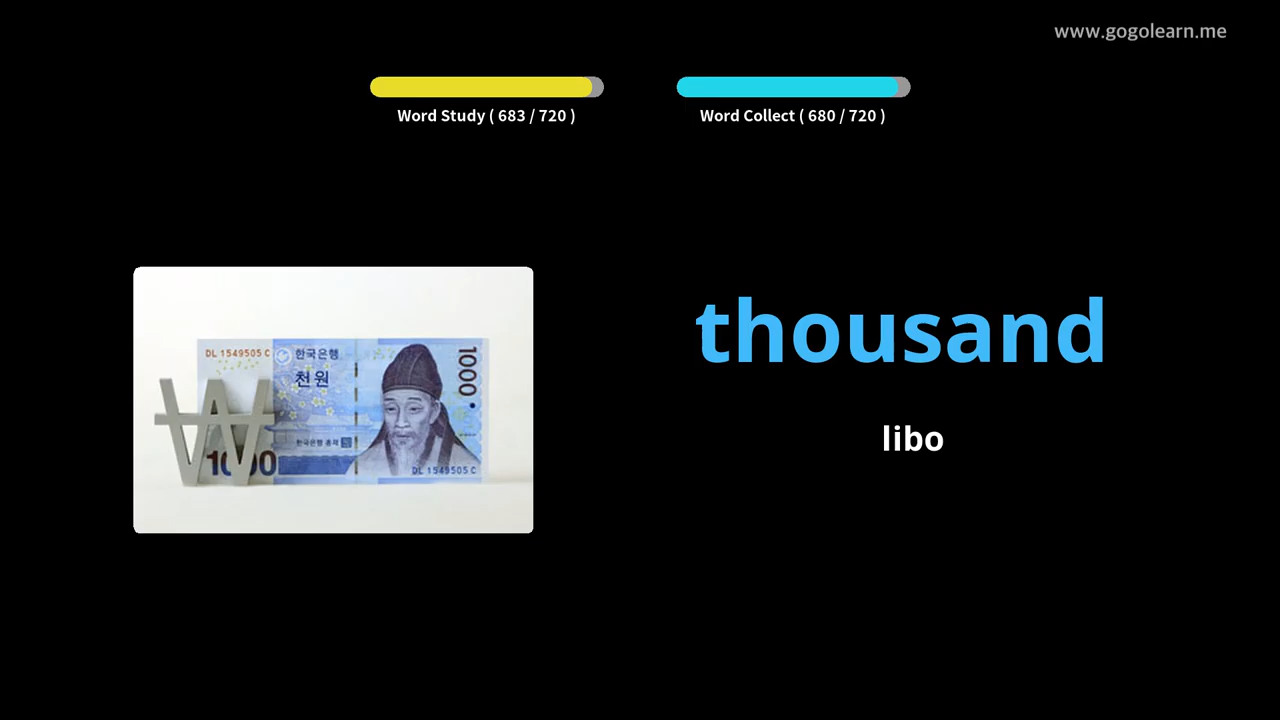 www.gogolearn.me
Word Study ( 683 / 720 )
Word Collect ( 680 / 720 )
thousand
libo
DL 1549505 C
한국은행
천원
1000
한국은행 총재
1000
DL 1549505 C